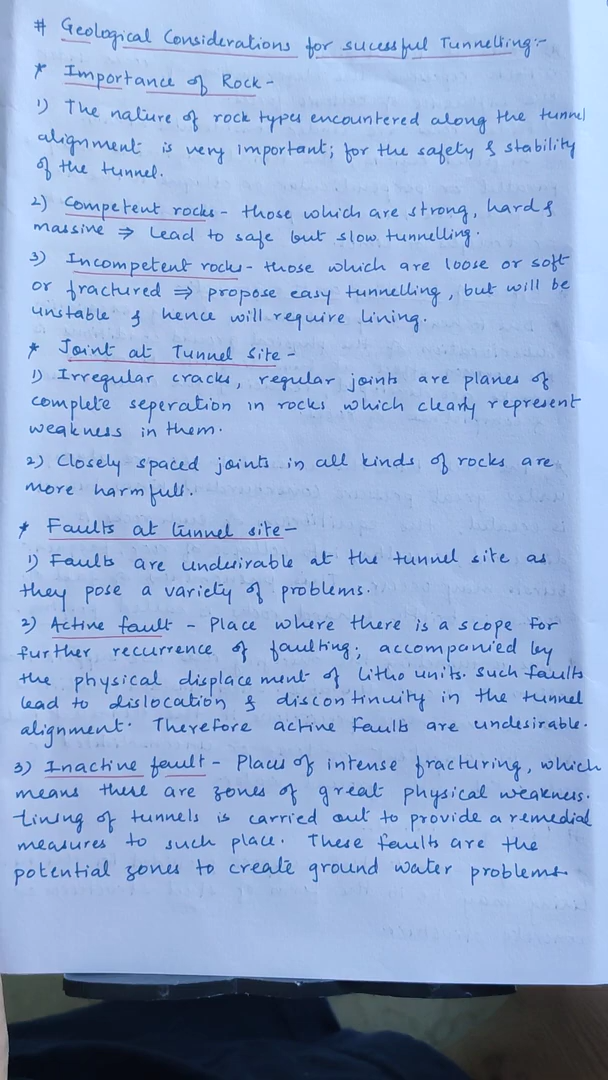 # Geological Considerations for sucessful Tunnelling:-
* Importance of Rock -
1) The nature of rock types encountered along the tunnel
alignment is very important; for the safety & stability
of the tunnel.
2) Competent rocks - those which are strong, hard &
massive ⇒ Lead to safe but slow tunnelling.
3) Incompetent rocks - those which are loose or soft
or fractured ⇒ propose easy tunnelling, but will be
unstable & hence will require lining.
* Joint at Tunnel Site -
1) Irregular cracks, regular joints are planes of
complete seperation in rocks which clearly represent
weakness in them.
2) Closely spaced joints in all kinds of rocks are
more harmfull.
* Faults at tunnel site -
1) Faults are undesirable at the tunnel site as
they pose a variety of problems.
2) Active fault - Place where there is a scope for
further recurrence of faulting; accompanied by
the physical displacement of litho units. Such faults
lead to dislocation & discontinuity in the tunnel
alignment. Therefore active faults are undesirable.
3) Inactive fault - Places of intense fracturing, which
means there are zones of great physical weakness.
Lining of tunnels is carried out to provide a remedial
measures to such place. These faults are the
potential zones to create ground water problems